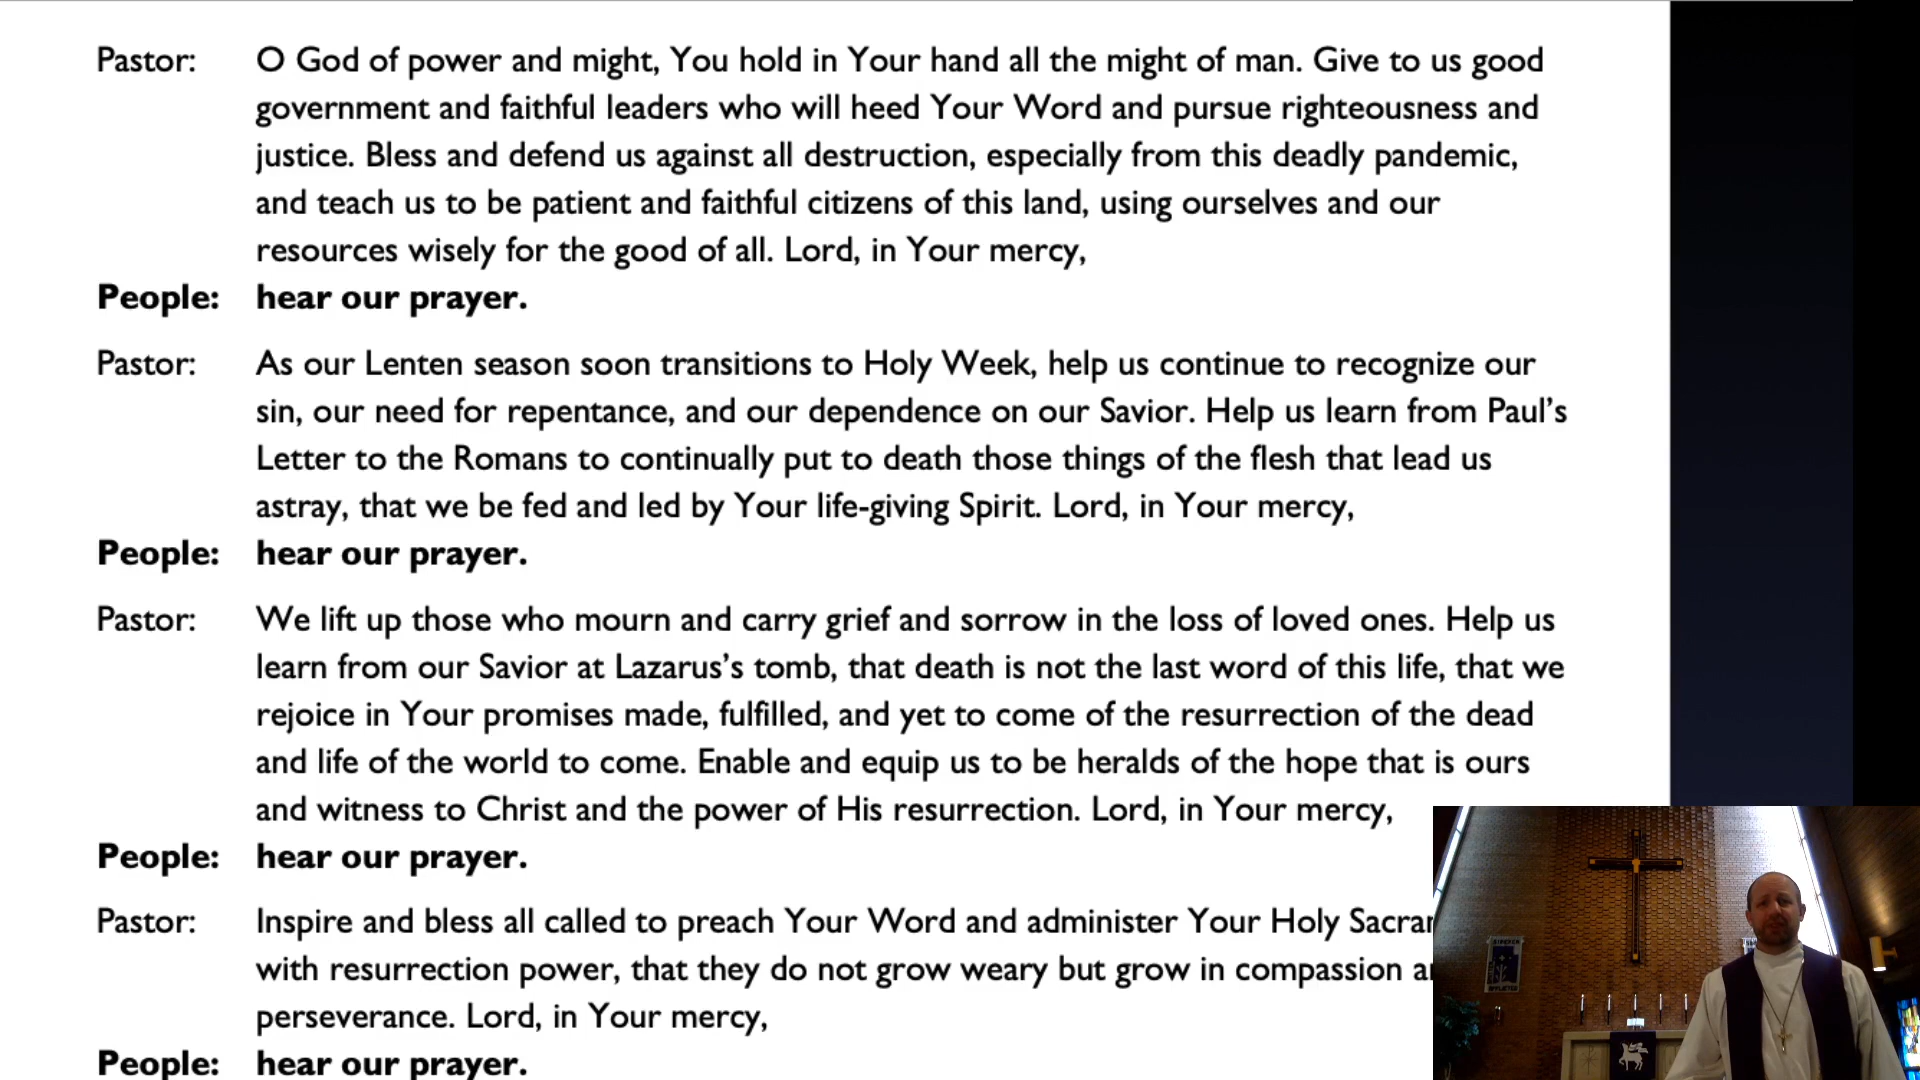 Pastor: O God of power and might, You hold in Your hand all the might of man. Give to us good
government and faithful leaders who will heed Your Word and pursue righteousness and
justice. Bless and defend us against all destruction, especially from this deadly pandemic,
and teach us to be patient and faithful citizens of this land, using ourselves and our
resources wisely for the good of all. Lord, in Your mercy,
People: hear our prayer.
Pastor: As our Lenten season soon transitions to Holy Week, help us continue to recognize our
sin, our need for repentance, and our dependence on our Savior. Help us learn from Paul’s
Letter to the Romans to continually put to death those things of the flesh that lead us
astray, that we be fed and led by Your life-giving Spirit. Lord, in Your mercy,
People: hear our prayer.
Pastor: We lift up those who mourn and carry grief and sorrow in the loss of loved ones. Help us
learn from our Savior at Lazarus’s tomb, that death is not the last word of this life, that we
rejoice in Your promises made, fulfilled, and yet to come of the resurrection of the dead
and life of the world to come. Enable and equip us to be heralds of the hope that is ours
and witness to Christ and the power of His resurrection. Lord, in Your mercy,
People: hear our prayer.
Pastor: Inspire and bless all called to preach Your Word and administer Your Holy
with resurrection power, that they do not grow weary but grow in compassion
perseverance. Lord, in Your mercy,
People: hear our prayer.